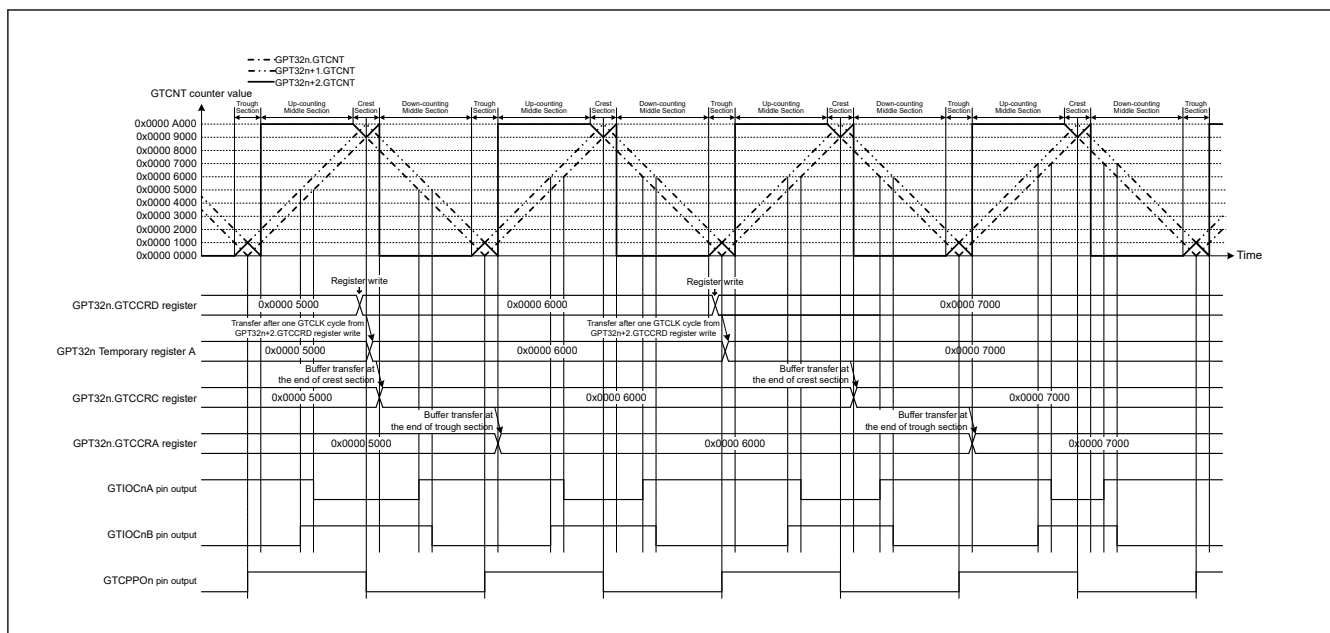 GPT32n.GTCNT
GPT32n+1.GTCNT
GPT32n+2.GTCNT
GTCNT counter value
Trough Section
Up-counting Middle Section
Crest Section
Down-counting Middle Section
Trough Section
Up-counting Middle Section
Crest Section
Down-counting Middle Section
Trough Section
Up-counting Middle Section
Crest Section
Down-counting Middle Section
Trough Section
Up-counting Middle Section
Crest Section
Down-counting Middle Section
Trough Section
0x0000 A000
0x0000 9000
0x0000 8000
0x0000 7000
0x0000 6000
0x0000 5000
0x0000 4000
0x0000 3000
0x0000 2000
0x0000 1000
0x0000 0000
Time
Register write
Register write
GPT32n.GTCCRD register
0x0000 5000
0x0000 6000
0x0000 7000
Transfer after one GTCLK cycle from
GPT32n+2.GTCCRD register write
Transfer after one GTCLK cycle from
GPT32n+2.GTCCRD register write
GPT32n Temporary register A
0x0000 5000
0x0000 6000
0x0000 7000
Buffer transfer at
the end of crest section
Buffer transfer at
the end of crest section
GPT32n.GTCCRC register
0x0000 5000
0x0000 6000
0x0000 7000
Buffer transfer at
the end of trough section
Buffer transfer at
the end of trough section
GPT32n.GTCCRA register
0x0000 5000
0x0000 6000
0x0000 7000
GTIOCnA pin output
GTIOCnB pin output
GTCPPOn pin output